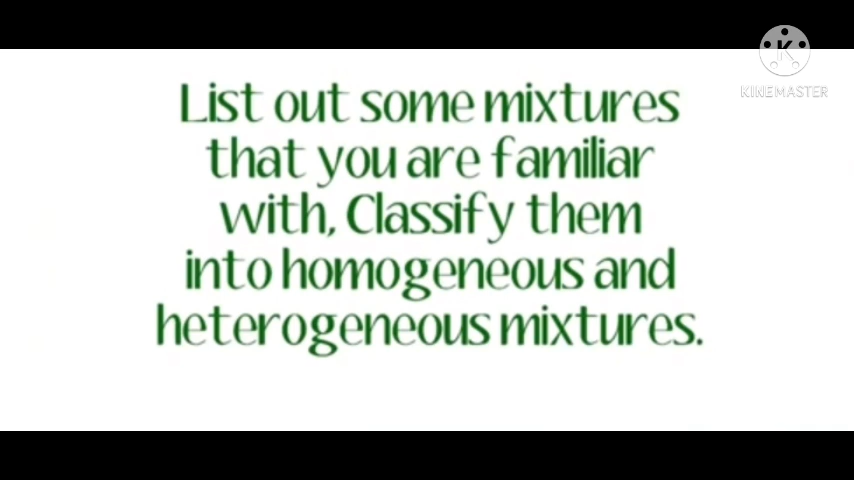 KINEMASTER
List out some mixtures
that you are familiar
with, Classify them
into homogeneous and
heterogeneous mixtures.